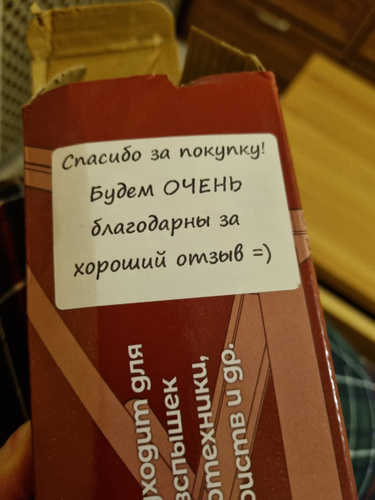 Спасибо за покупку!
Будем ОЧЕНЬ
благодарны за
хороший отзыв =)
для
вспышек
и др.